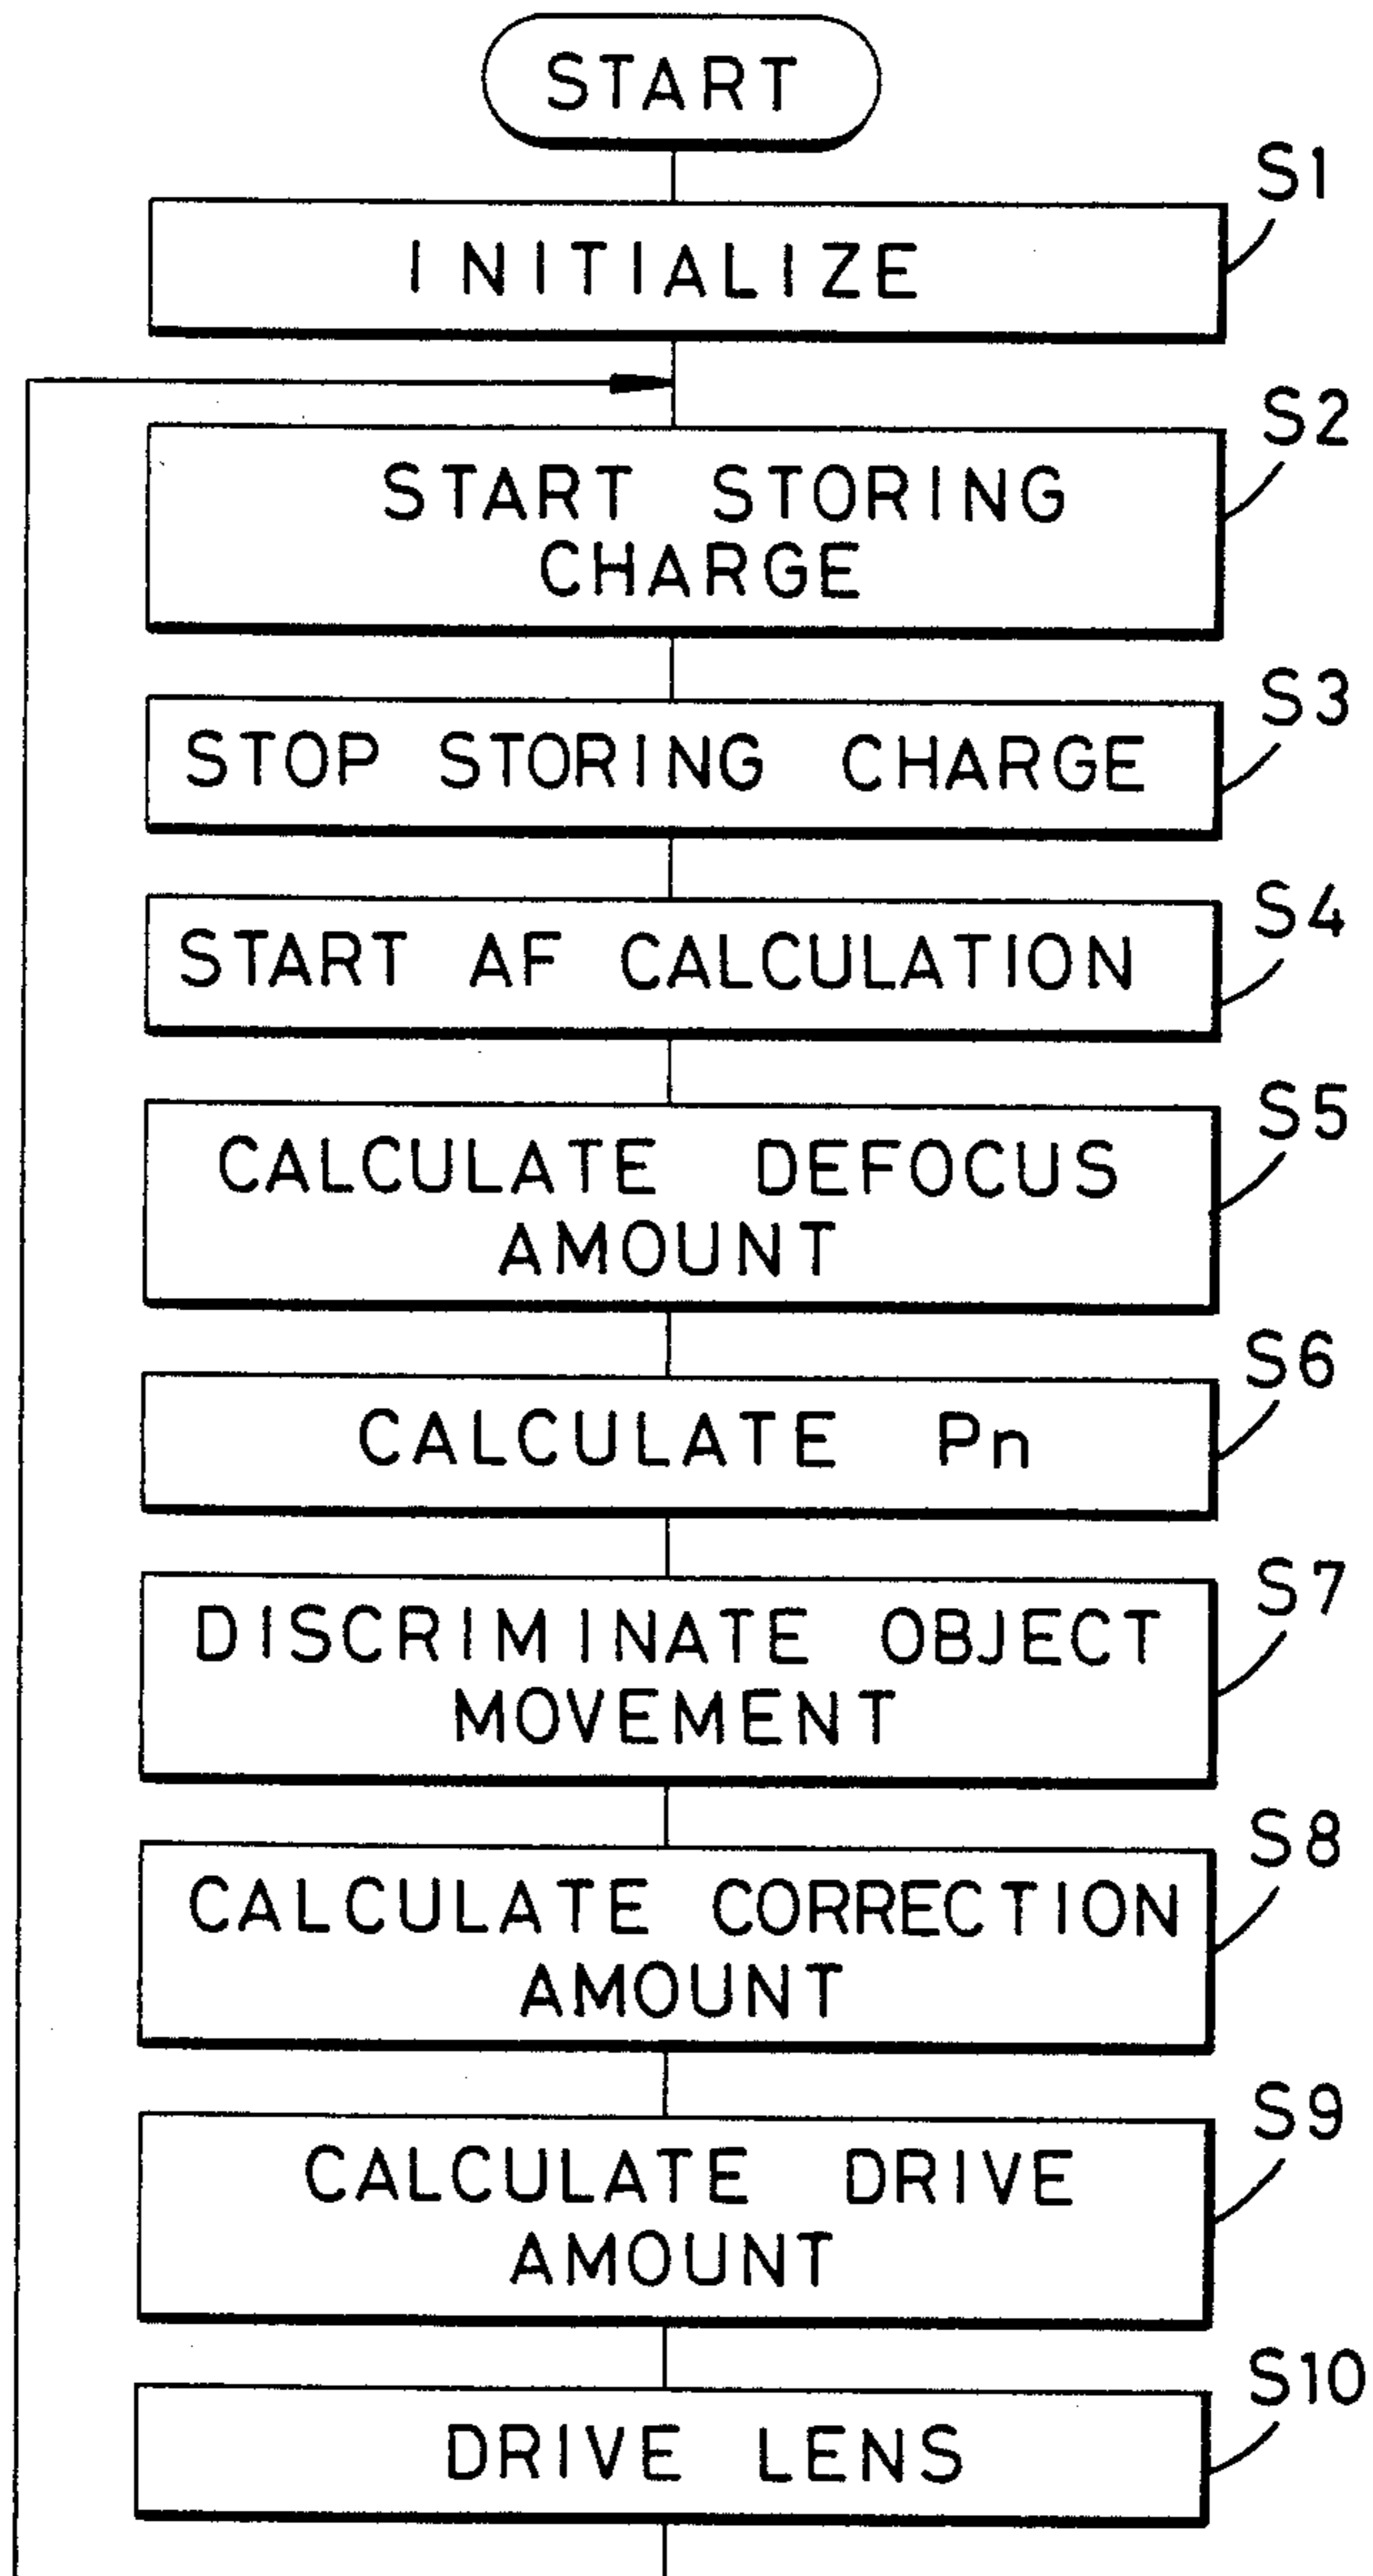 START
S1
INITIALIZE
S2
START STORING
CHARGE
S3
STOP STORING CHARGE
S4
START AF CALCULATION
S5
CALCULATE DEFOCUS
AMOUNT
S6
CALCULATE Pn
S7
DISCRIMINATE OBJECT
MOVEMENT
S8
CALCULATE CORRECTION
AMOUNT
S9
CALCULATE DRIVE
AMOUNT
S10
DRIVE LENS